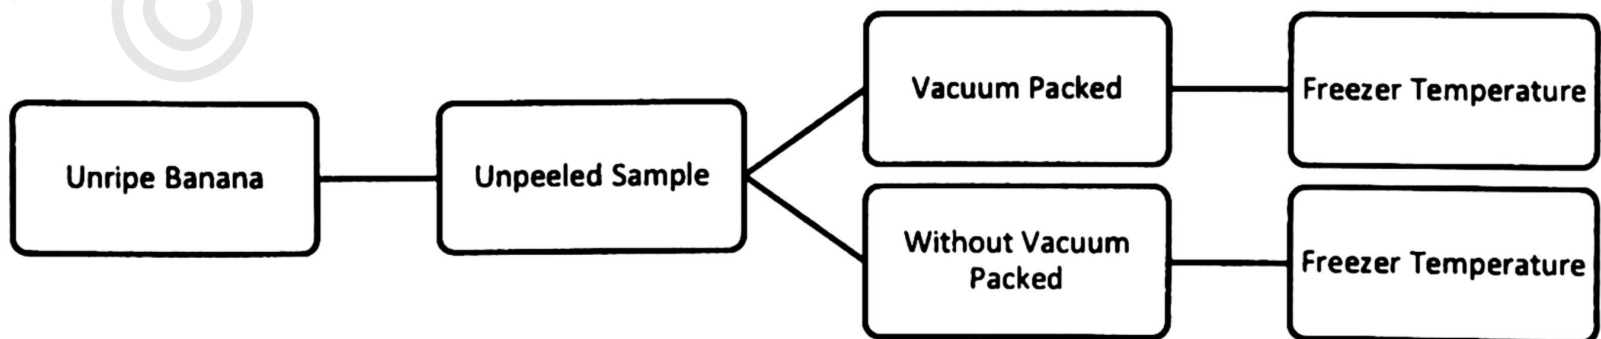 Unripe Banana
Unpeeled Sample
Vacuum Packed
Freezer Temperature
Without Vacuum
Packed
Freezer Temperature